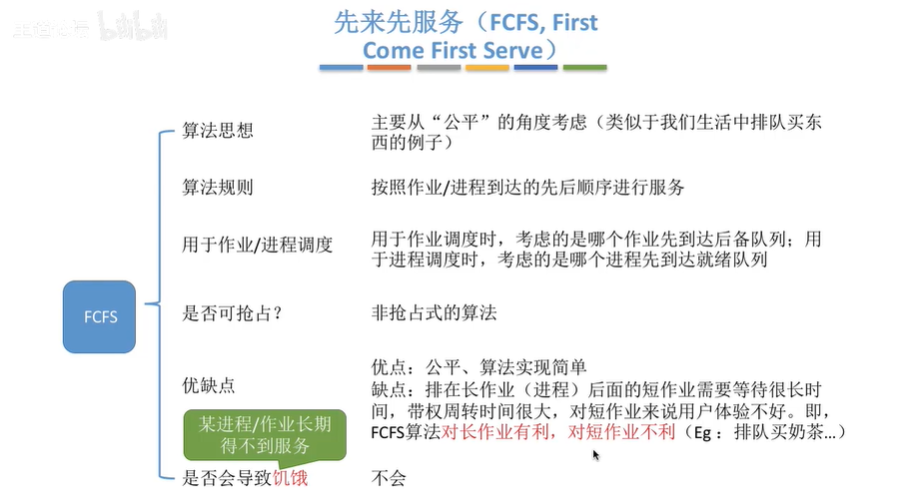 bilibili
先来先服务（FCFS, First
Come First Serve）
算法思想
主要从“公平”的角度考虑（类似于我们生活中排队买东
西的例子）
算法规则
按照作业/进程到达的先后顺序进行服务
用于作业/进程调度
用于作业调度时，考虑的是哪个作业先到达后备队列；用
于进程调度时，考虑的是哪个进程先到达就绪队列
FCFS
是否可抢占？
非抢占式的算法
优缺点
优点：公平、算法实现简单
缺点：排在长作业（进程）后面的短作业需要等待很长时
间，带权周转时间很大，对短作业来说用户体验不好。即，
FCFS算法对长作业有利，对短作业不利（Eg：排队买奶茶...）
某进程/作业长期
得不到服务
是否会导致饥饿
不会